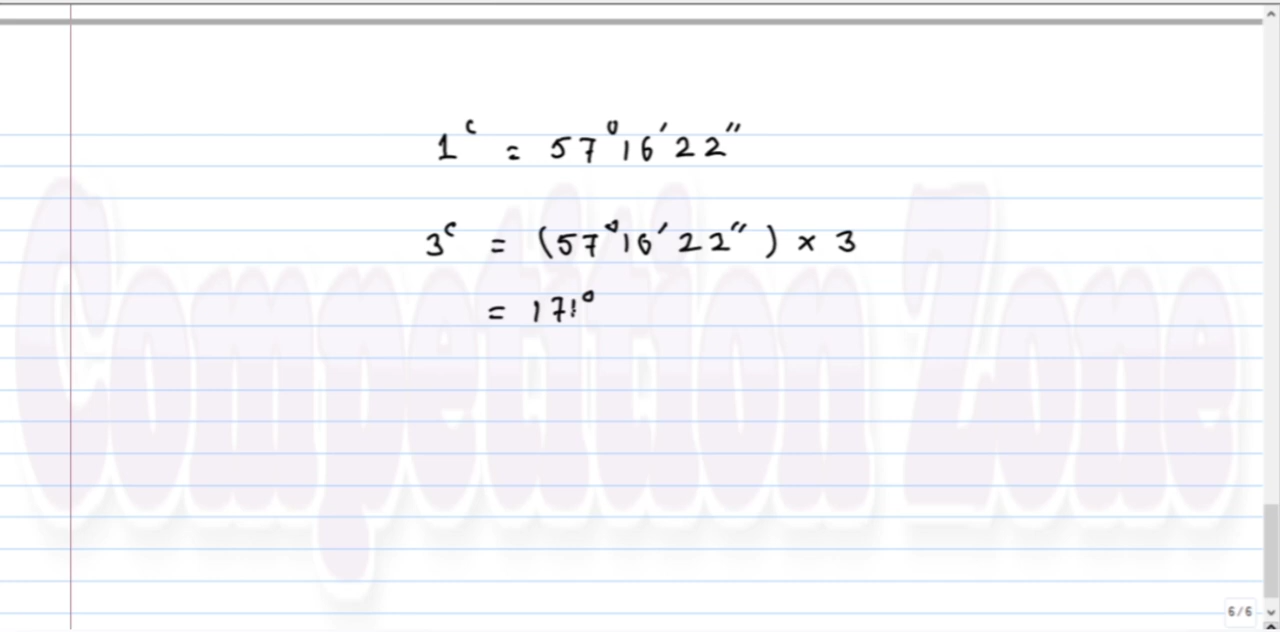 1ᶜ = 57°16′22″
3ᶜ = (57°16′22″) × 3
= 171°
Competition Zone
6/6